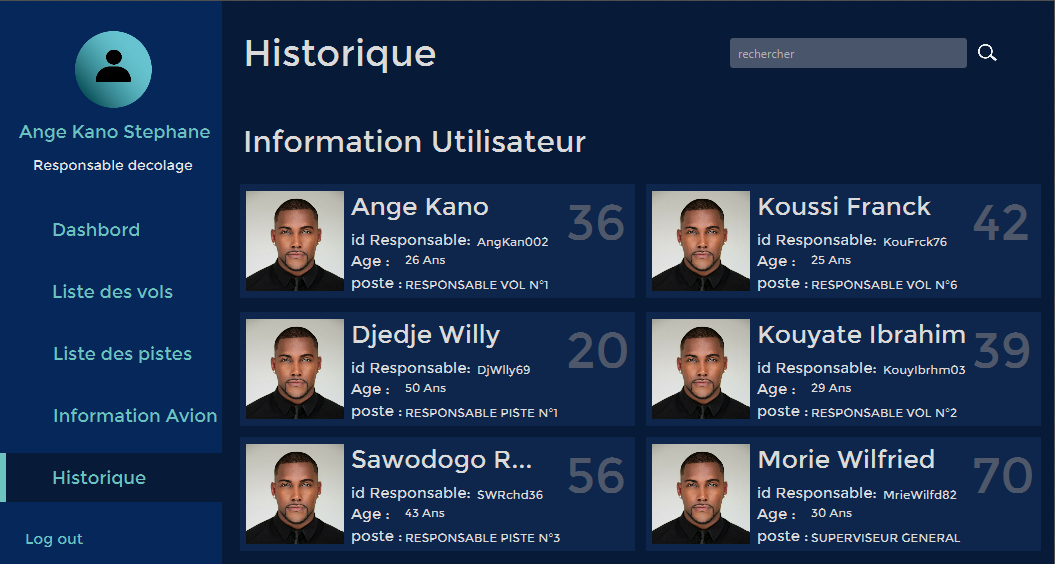 Ange Kano Stephane
Responsable decolage
Dashbord
Liste des vols
Liste des pistes
Information Avion
Historique
Log out
Historique
rechercher
Information Utilisateur
Ange Kano
36
id Responsable: AngKan002
Age : 26 Ans
poste : RESPONSABLE VOL N°1
Koussi Franck
42
id Responsable: KouFrck76
Age : 25 Ans
poste : RESPONSABLE VOL N°6
Djedje Willy
20
id Responsable: DjWlly69
Age : 50 Ans
poste : RESPONSABLE PISTE N°1
Kouyate Ibrahim
39
id Responsable: KouyIbrhm03
Age : 29 Ans
poste : RESPONSABLE VOL N°2
Sawodogo R...
56
id Responsable: SWRchd36
Age : 43 Ans
poste : RESPONSABLE PISTE N°3
Morie Wilfried
70
id Responsable: MrieWilfd82
Age : 30 Ans
poste : SUPERVISEUR GENERAL